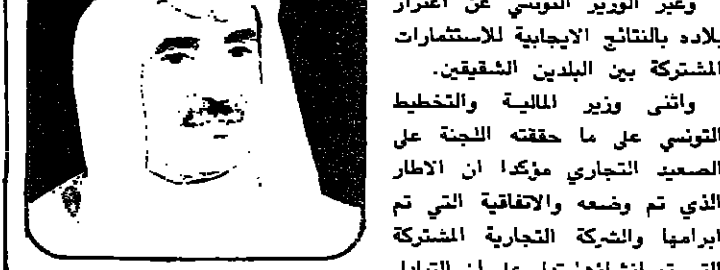 وعبر الوزير التونسي عن اعتزاز
بلاده بالنتائج الايجابية للاستثمارات
المشتركة بين البلدين الشقيقين.
واثنى وزير المالية والتخطيط
التونسي على ما حققته اللجنة على
الصعيد التجاري مؤكدا ان الاطار
الذي تم وضعه والاتفاقية التي تم
ابرامها والشركة التجارية المشتركة